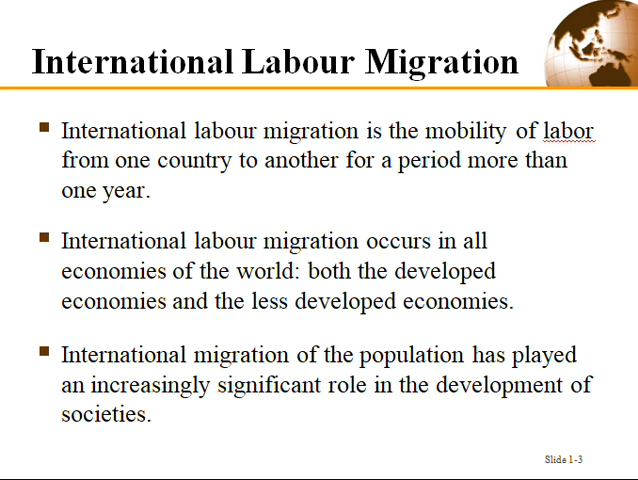 International Labour Migration
▪ International labour migration is the mobility of labor
from one country to another for a period more than
one year.
▪ International labour migration occurs in all
economies of the world: both the developed
economies and the less developed economies.
▪ International migration of the population has played
an increasingly significant role in the development of
societies.
Slide 1-3